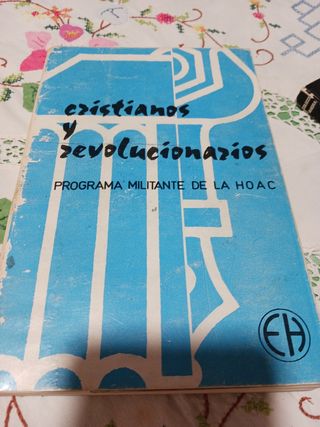 cristianos
y
revolucionarios
PROGRAMA MILITANTE DE LA HOAC
EH